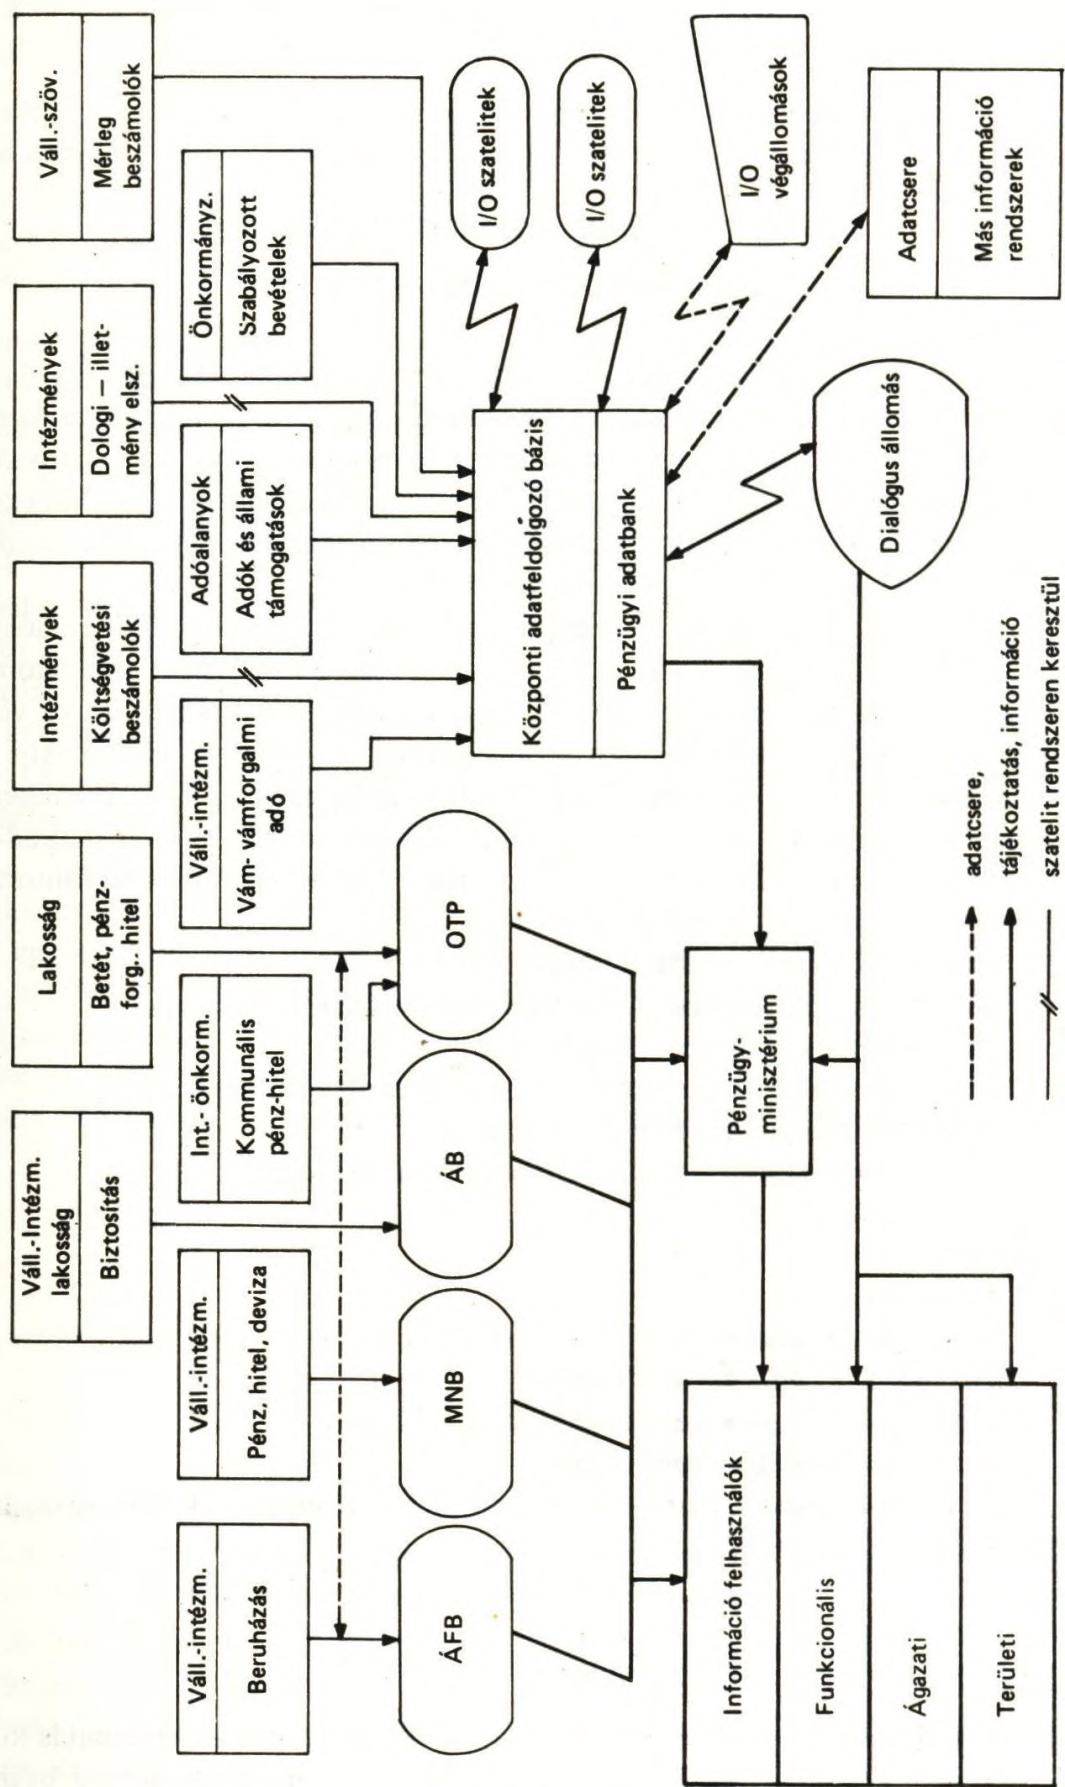 Váll.-Intézm.
lakosság
Biztosítás
Lakosság
Betét, pénz-
forg.. hitel
Intézmények
Költségvetési
beszámolók
Intézmények
Dologi — illet-
mény elsz.
Váll.-szöv.
Mérleg
beszámolók
Váll.-intézm.
Beruházás
Váll.-intézm.
Pénz, hitel, deviza
Int.- önkorm.
Kommunális
pénz-hitel
Váll.-intézm.
Vám- vámforgalmi
adó
Adóalanyok
Adók és állami
támogatások
Önkormányz.
Szabályozott
bevételek
ÁFB
MNB
ÁB
OTP
Központi adatfeldolgozó bázis
Pénzügyi adatbank
I/O szatelitek
I/O szatelitek
I/O
végállomások
Adatcsere
Más információ
rendszerek
Dialógus állomás
Pénzügy-
minisztérium
Információ felhasználók
Funkcionális
Ágazati
Területi
adatcsere,
tájékoztatás, információ
szatelit rendszeren keresztül